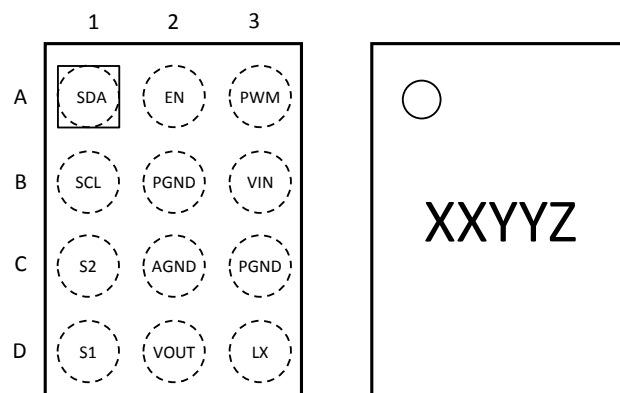 1 2 3
A SDA EN PWM
B SCL PGND VIN
XXYYZ
C S2 AGND PGND
D S1 VOUT LX